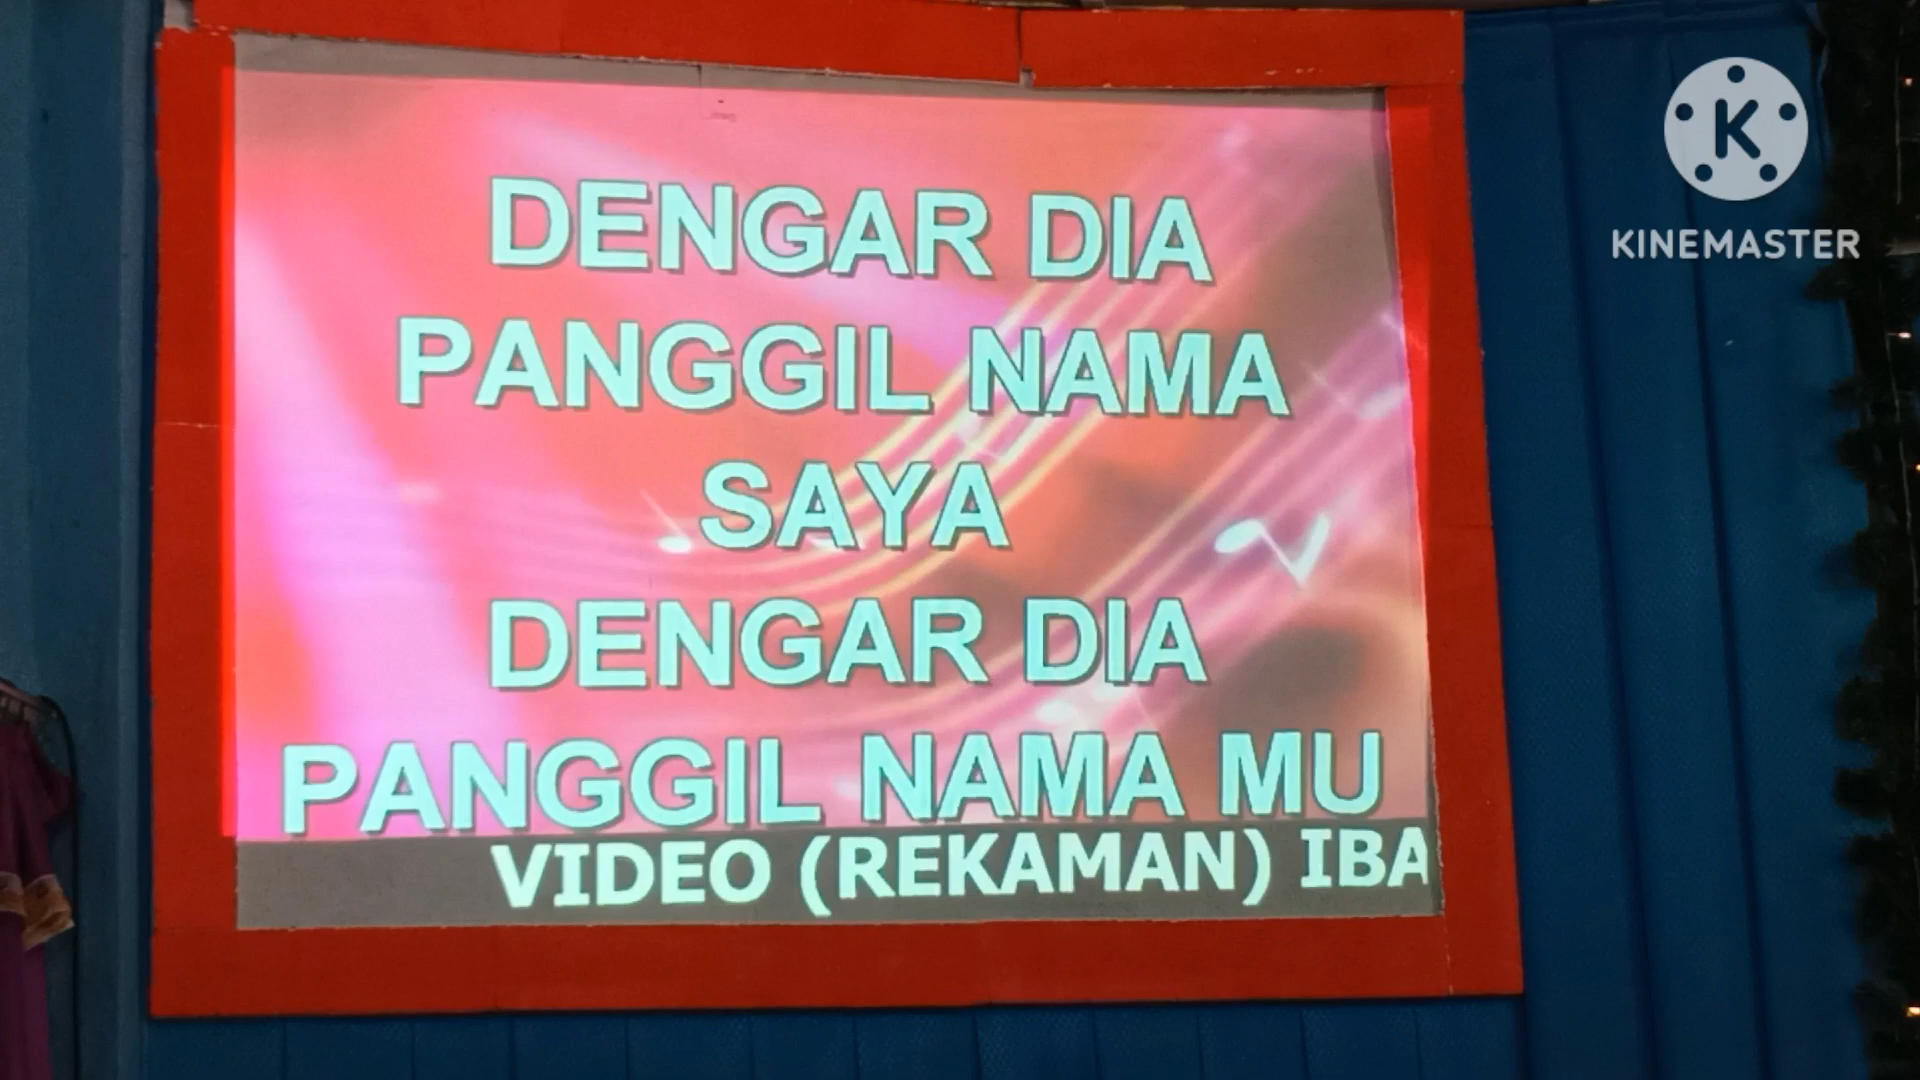 DENGAR DIA
PANGGIL NAMA
SAYA
DENGAR DIA
PANGGIL NAMA MU
VIDEO (REKAMAN) IBA
K
KINEMASTER